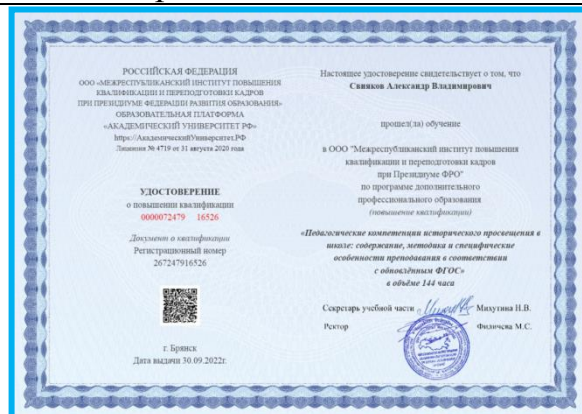 РОССИЙСКАЯ ФЕДЕРАЦИЯ
ООО «МЕЖРЕСПУБЛИКАНСКИЙ ИНСТИТУТ ПОВЫШЕНИЯ
КВАЛИФИКАЦИИ И ПЕРЕПОДГОТОВКИ КАДРОВ
ПРИ ПРЕЗИДИУМЕ ФЕДЕРАЦИИ РАЗВИТИЯ ОБРАЗОВАНИЯ»
ОБРАЗОВАТЕЛЬНАЯ ПЛАТФОРМА
«АКАДЕМИЧЕСКИЙ УНИВЕРСИТЕТ РФ»
https://АкадемическийУниверситет.РФ
Лицензия № 4719 от 31 августа 2020 года
УДОСТОВЕРЕНИЕ
о повышении квалификации
0000072479 16526
Документ о квалификации
Регистрационный номер
267247916526
г. Брянск
Дата выдачи 30.09.2022г.
Настоящее удостоверение свидетельствует о том, что
Свинков Александр Владимирович
прошел(ла) обучение
в ООО "Межреспубликанский институт повышения
квалификации и переподготовки кадров
при Президиуме ФРО"
по программе дополнительного
профессионального образования
(повышение квалификации)
«Педагогические компетенции исторического просвещения в
школе: содержание, методика и специфические
особенности преподавания в соответствии
с обновлённым ФГОС»
в объёме 144 часа
Секретарь учебной части Михутина Н.В.
Ректор Филичева М.С.